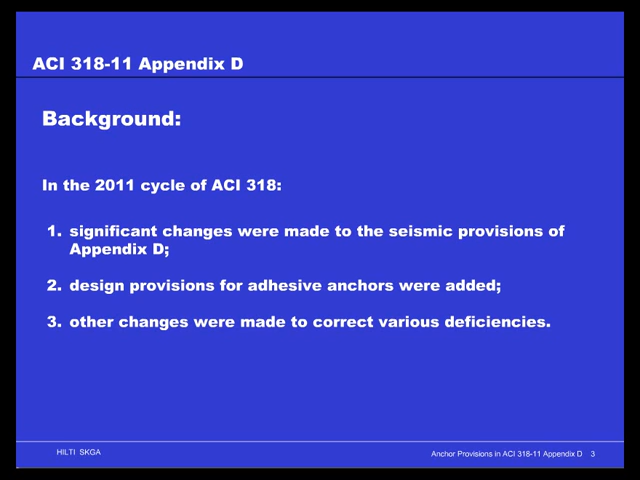 ACI 318-11 Appendix D
Background:
In the 2011 cycle of ACI 318:
1. significant changes were made to the seismic provisions of
Appendix D;
2. design provisions for adhesive anchors were added;
3. other changes were made to correct various deficiencies.
HILTI SKGA
Anchor Provisions in ACI 318-11 Appendix D 3